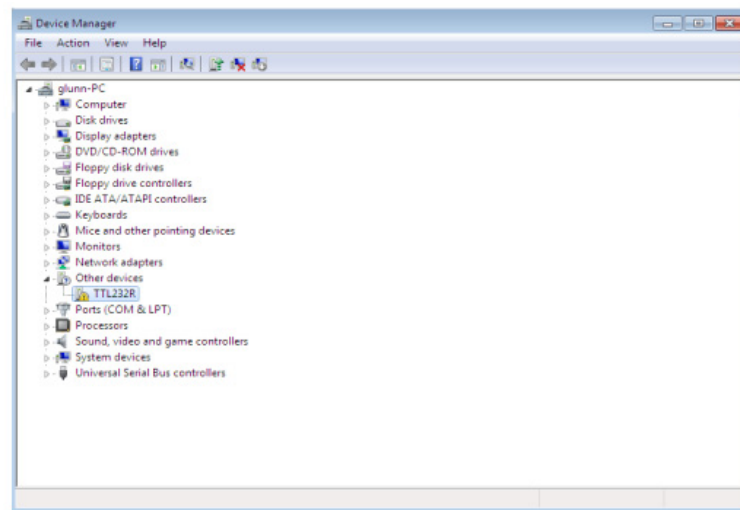 Device Manager
File Action View Help
glunn-PC
Computer
Disk drives
Display adapters
DVD/CD-ROM drives
Floppy disk drives
Floppy drive controllers
IDE ATA/ATAPI controllers
Keyboards
Mice and other pointing devices
Monitors
Network adapters
Other devices
TTL232R
Ports (COM & LPT)
Processors
Sound, video and game controllers
System devices
Universal Serial Bus controllers